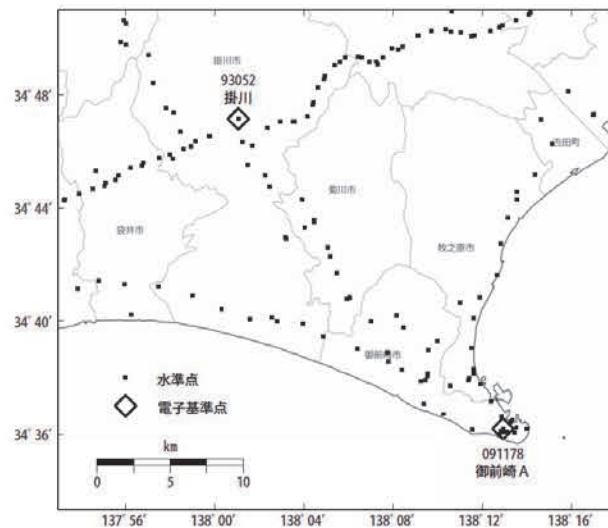 掛川市
93052
掛川
34˚ 48'
吉田町
34˚ 44'
菊川市
袋井市
牧之原市
34˚ 40'
御前崎市
水準点
電子基準点
34˚ 36'
km
0 5 10
091178
御前崎A
137˚ 56' 138˚ 00' 138˚ 04' 138˚ 08' 138˚ 12' 138˚ 16'